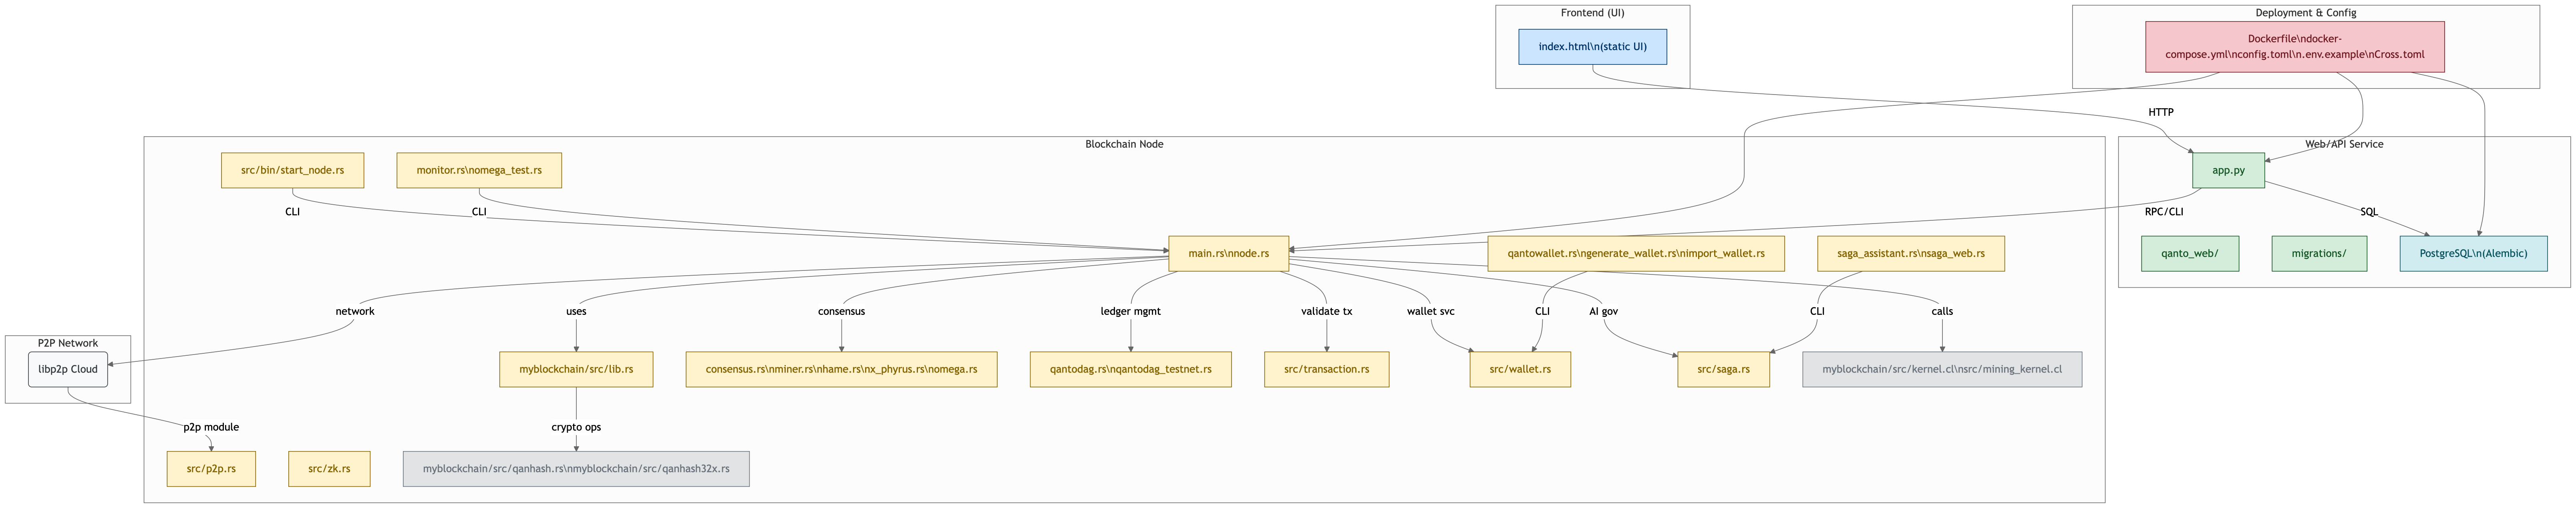 Frontend (UI)
index.html\n(static UI)
Deployment & Config
Dockerfile\ndocker-
compose.yml\nconfig.toml\n.env.example\nCross.toml
HTTP
Blockchain Node
src/bin/start_node.rs
monitor.rs\nomega_test.rs
CLI
CLI
main.rs\nnode.rs
qantowallet.rs\ngenerate_wallet.rs\nimport_wallet.rs
saga_assistant.rs\nsaga_web.rs
Web/API Service
app.py
RPC/CLI
SQL
qanto_web/
migrations/
PostgreSQL\n(Alembic)
network
uses
consensus
ledger mgmt
validate tx
wallet svc
CLI
AI gov
CLI
calls
P2P Network
libp2p Cloud
myblockchain/src/lib.rs
consensus.rs\nminer.rs\nhame.rs\nx_phyrus.rs\nomega.rs
qantodag.rs\nqantodag_testnet.rs
src/transaction.rs
src/wallet.rs
src/saga.rs
myblockchain/src/kernel.cl\nsrc/mining_kernel.cl
p2p module
crypto ops
src/p2p.rs
src/zk.rs
myblockchain/src/qanhash.rs\nmyblockchain/src/qanhash32x.rs